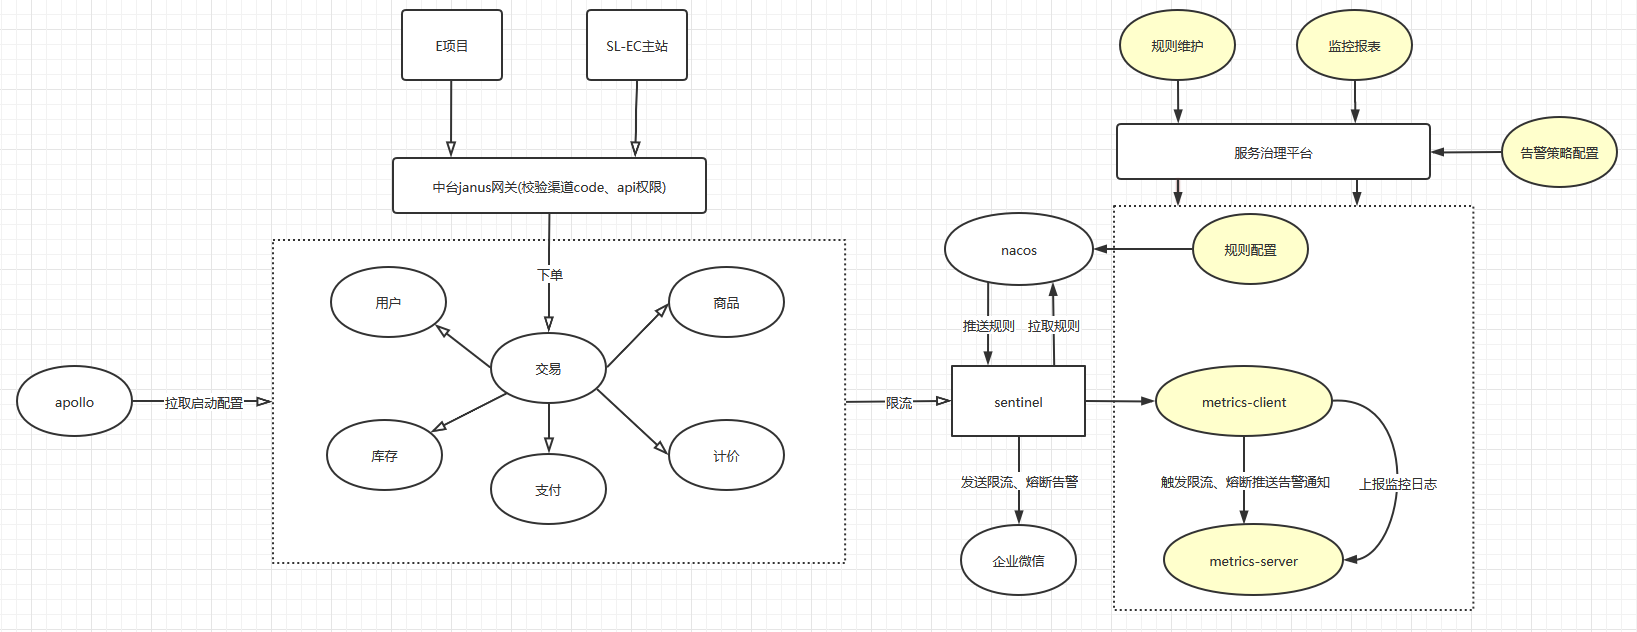 E项目
SL-EC主站
规则维护
监控报表
服务治理平台
告警策略配置
中台janus网关(校验渠道code、api权限)
nacos
规则配置
下单
用户
商品
推送规则
拉取规则
交易
apollo
拉取启动配置
限流
sentinel
metrics-client
库存
计价
支付
发送限流、熔断告警
触发限流、熔断推送告警通知
上报监控日志
企业微信
metrics-server